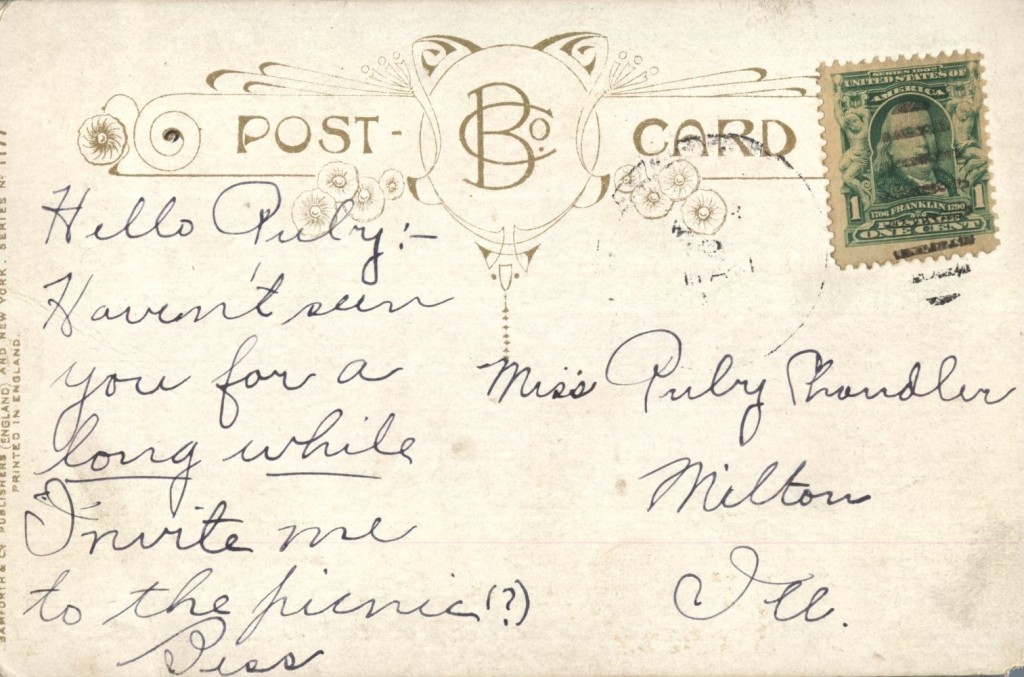 POST- BCo. CARD
SERIES 1902
UNITED STATES OF
AMERICA
1 1
1706 FRANKLIN 1790
POSTAGE
ONE CENT
Hello Ruby:-
Haven't seen
you for a
long while
Invite me
to the picnic (?)
Bess
Miss Ruby Chandler
Milton
Ill.
BAMFORTH & Co PUBLISHERS (ENGLAND) AND NEW YORK. SERIES No 1177
PRINTED IN ENGLAND.